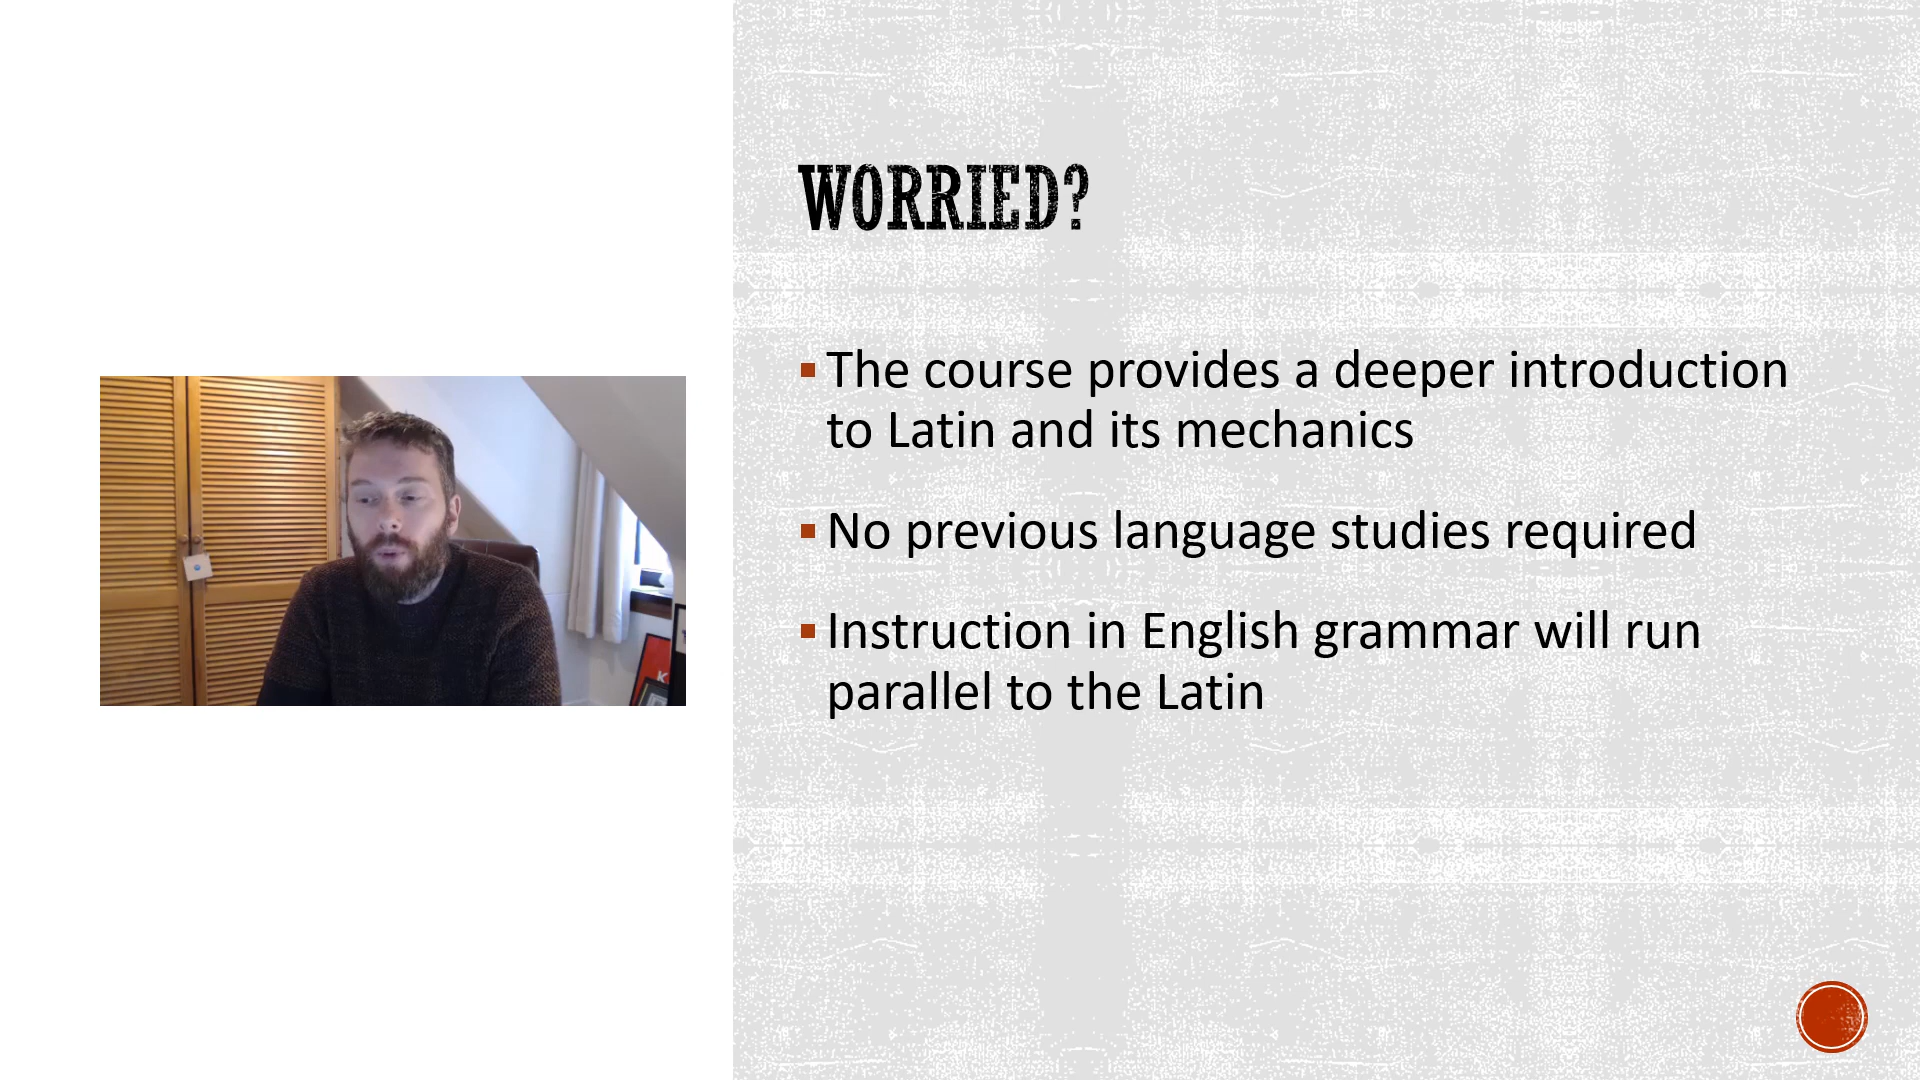 WORRIED?
The course provides a deeper introduction
to Latin and its mechanics
No previous language studies required
Instruction in English grammar will run
parallel to the Latin
K